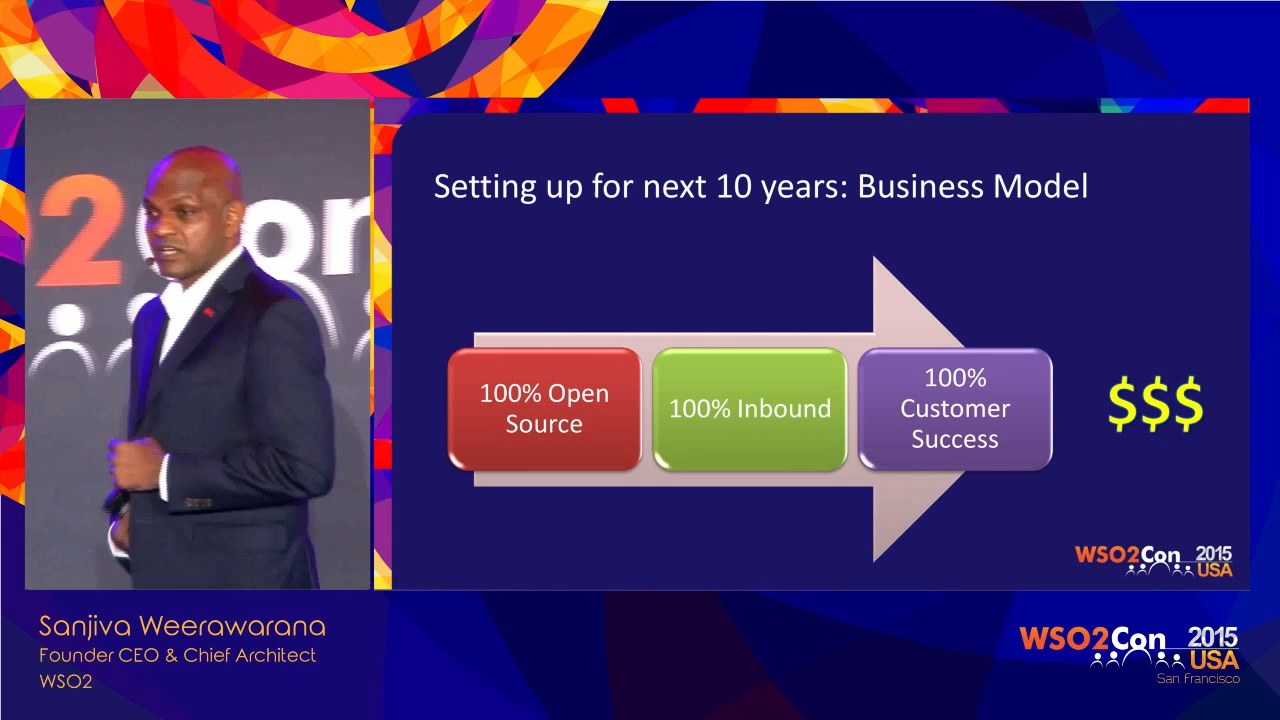 2Con
Setting up for next 10 years: Business Model
100% Open
Source
100% Inbound
100%
Customer
Success
$$$
WSO2Con 2015
USA
Sanjiva Weerawarana
Founder CEO & Chief Architect
WSO2
WSO2Con 2015
USA
San Francisco